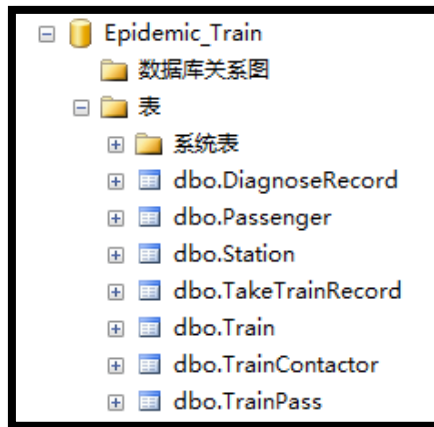 Epidemic_Train
数据库关系图
表
系统表
dbo.DiagnoseRecord
dbo.Passenger
dbo.Station
dbo.TakeTrainRecord
dbo.Train
dbo.TrainContactor
dbo.TrainPass